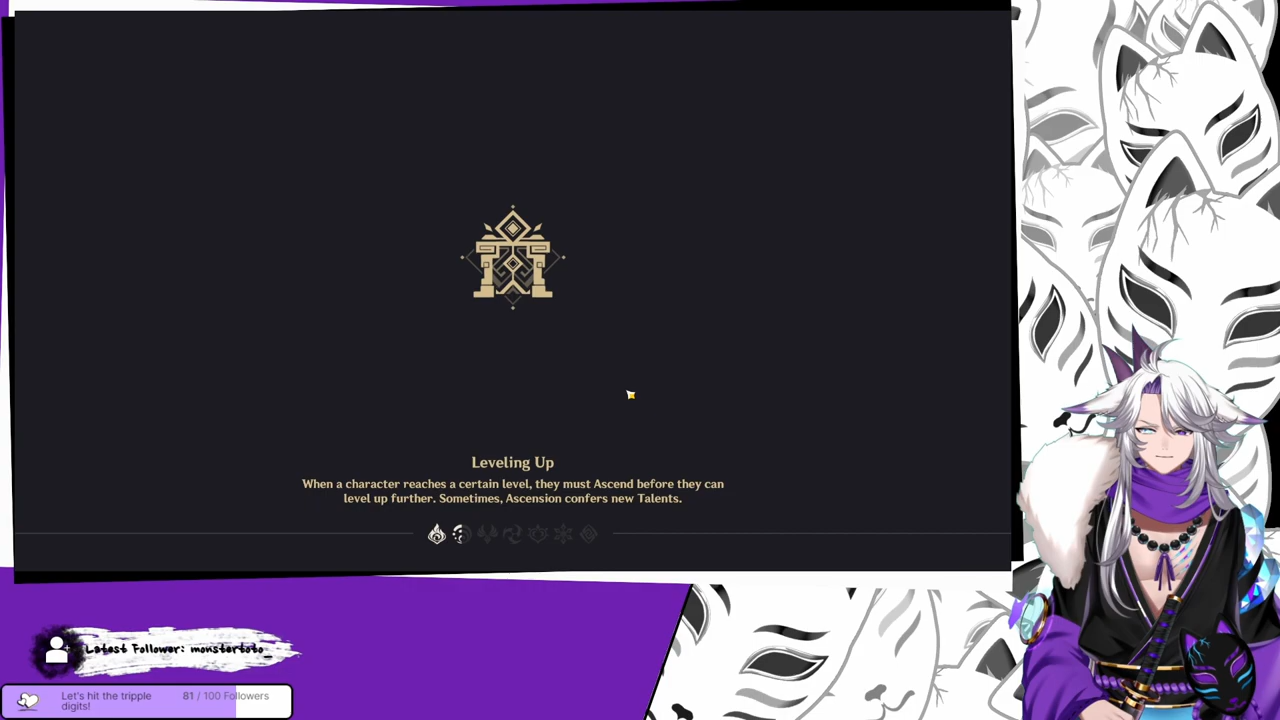 Leveling Up
When a character reaches a certain level, they must Ascend before they can
level up further. Sometimes, Ascension confers new Talents.
Latest Follower: monstertoto_
Let's hit the tripple
digits!
81 / 100 Followers